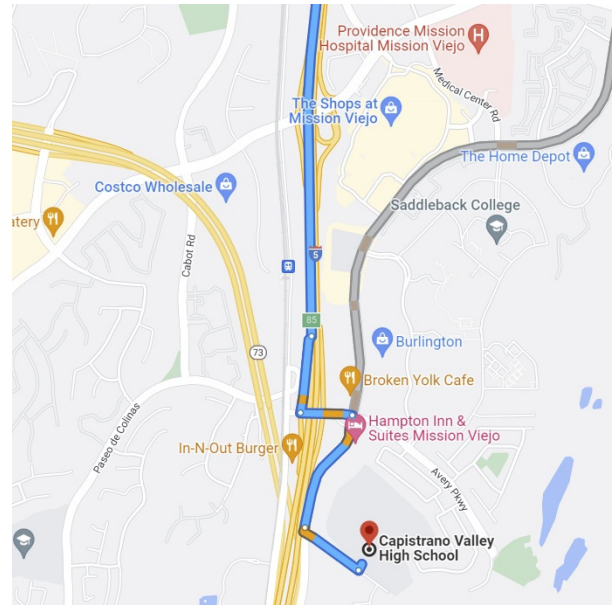 Providence Mission
Hospital Mission Viejo
H
Medical Center Rd
The Shops at
Mission Viejo
The Home Depot
Costco Wholesale
Saddleback College
atery
Cabot Rd
5
85
Burlington
73
Broken Yolk Cafe
Paseo de Colinas
Hampton Inn &
Suites Mission Viejo
In-N-Out Burger
Avery Pkwy
Capistrano Valley
High School